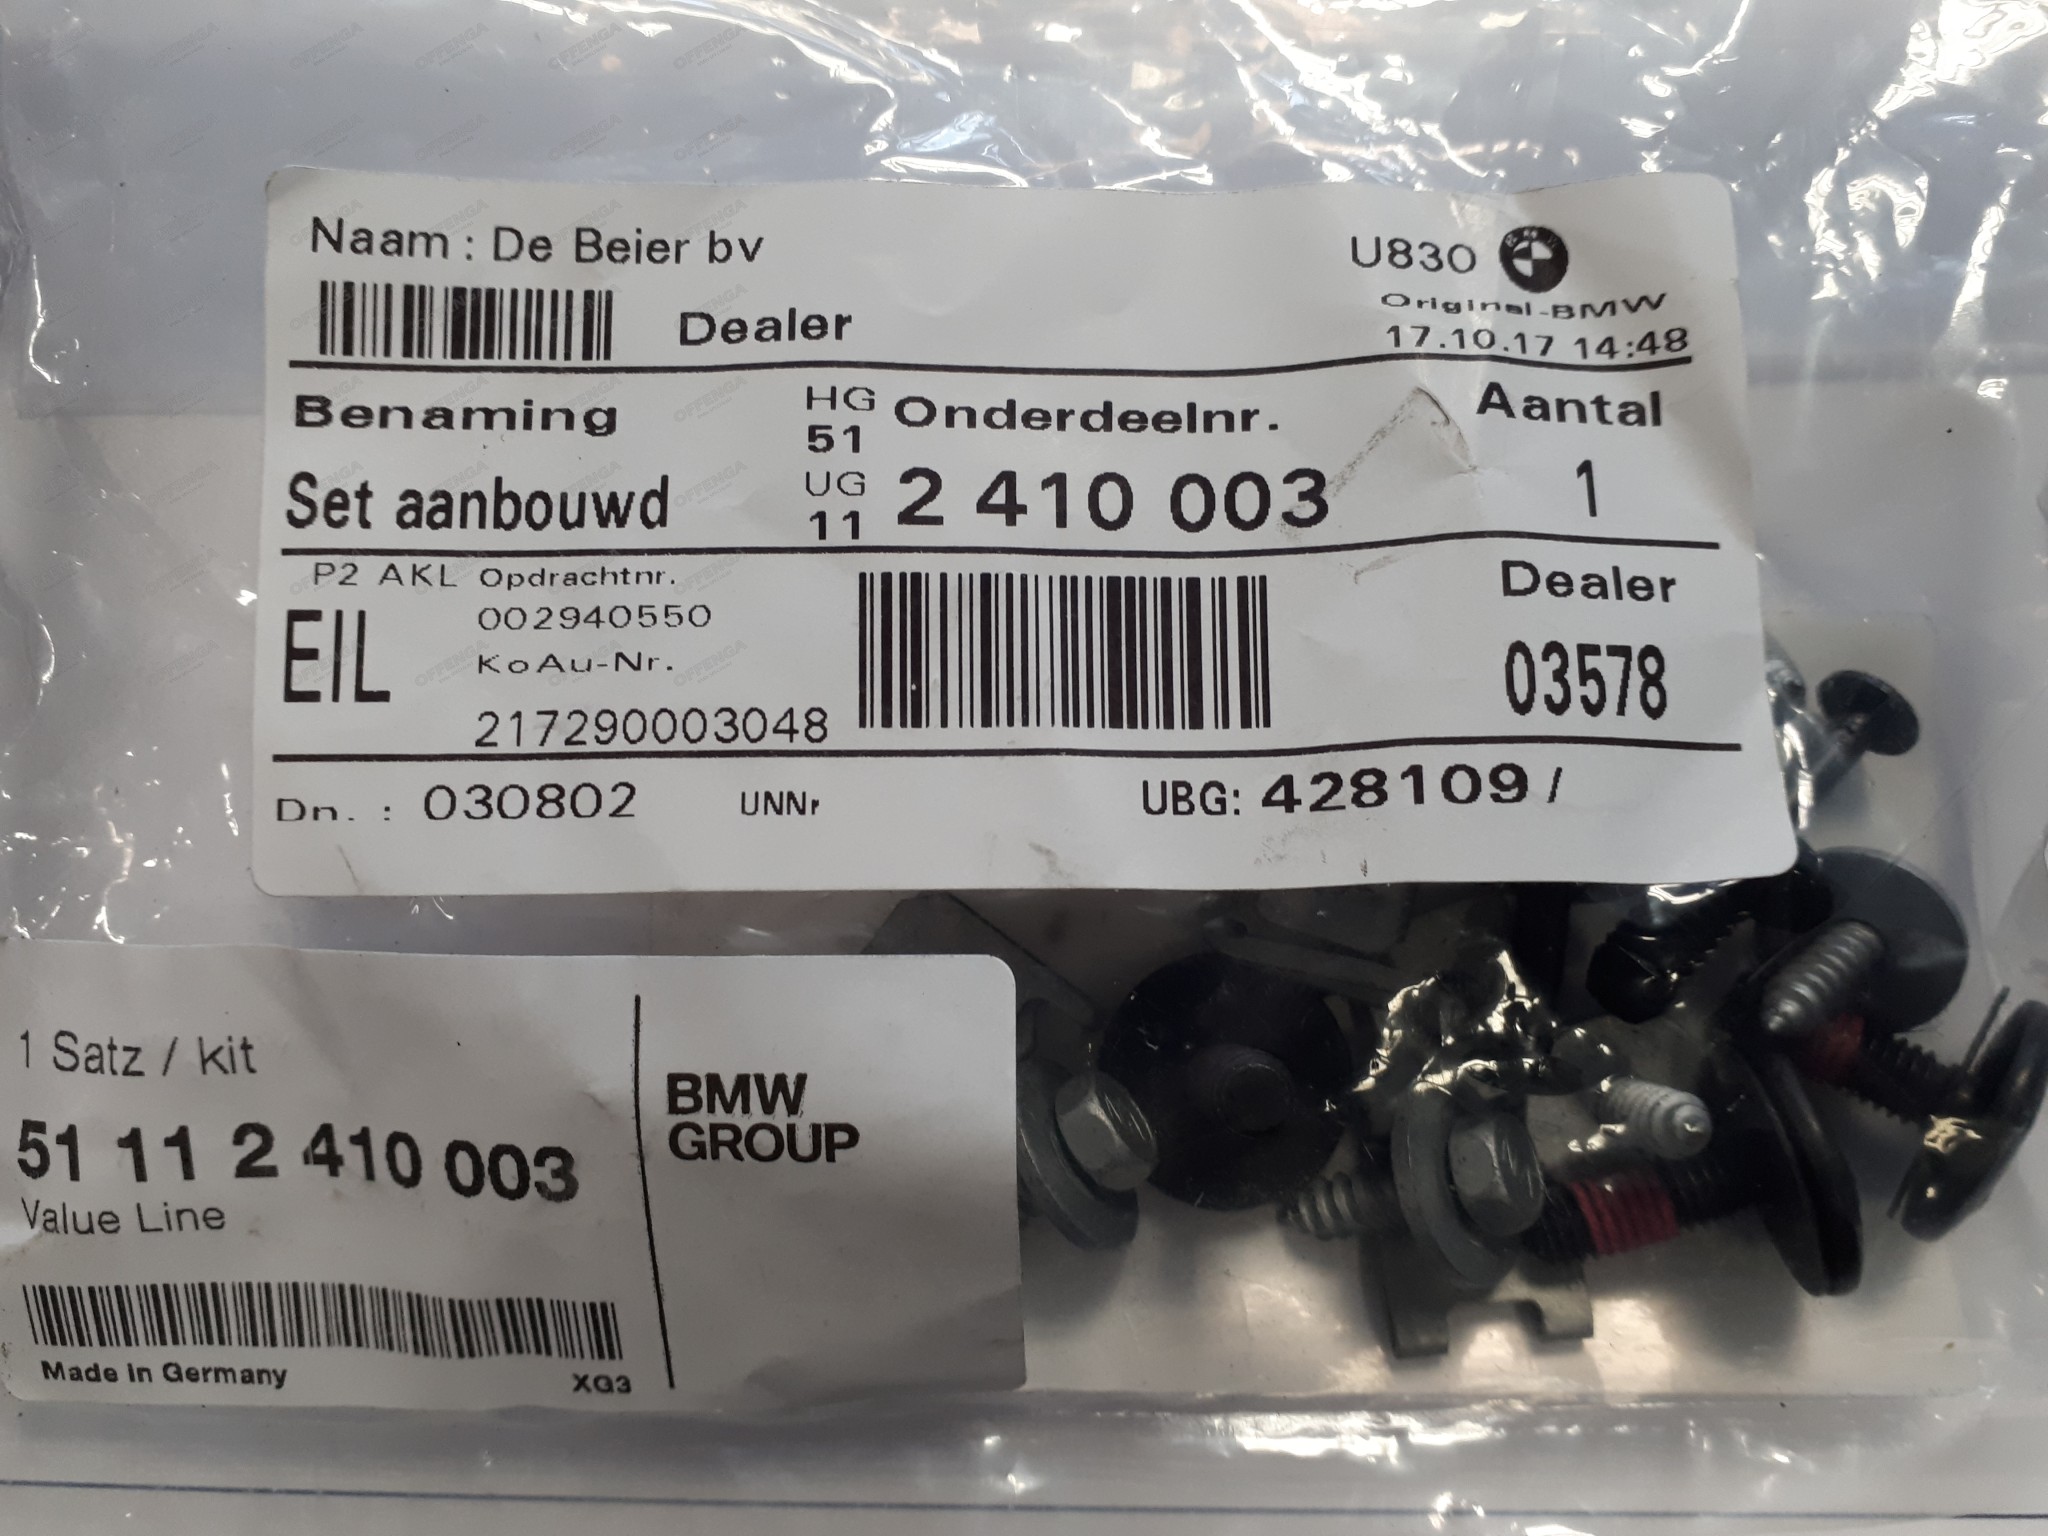 Naam : De Beier bv
U830
Original-BMW
Dealer
17.10.17 14:48
Benaming
HG
51
Onderdeelnr.
Aantal
Set aanbouwd
UG
11
2 410 003
1
P2 AKL Opdrachtnr.
Dealer
EIL
002940550
KoAu-Nr.
217290003048
03578
Dn. : 030802
UNNr
UBG: 428109 /
1 Satz / kit
51 11 2 410 003
Value Line
BMW
GROUP
Made in Germany
XG3
OFFENGA